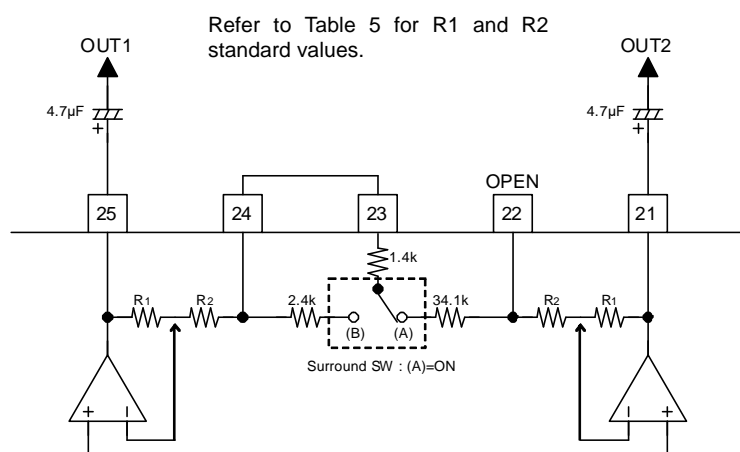 Refer to Table 5 for R1 and R2
standard values.
OUT1
OUT2
4.7µF
+
4.7µF
+
OPEN
25
24
23
22
21
1.4k
R1
R2
2.4k
34.1k
R2
R1
(B)
(A)
Surround SW : (A)=ON
+
−
−
+